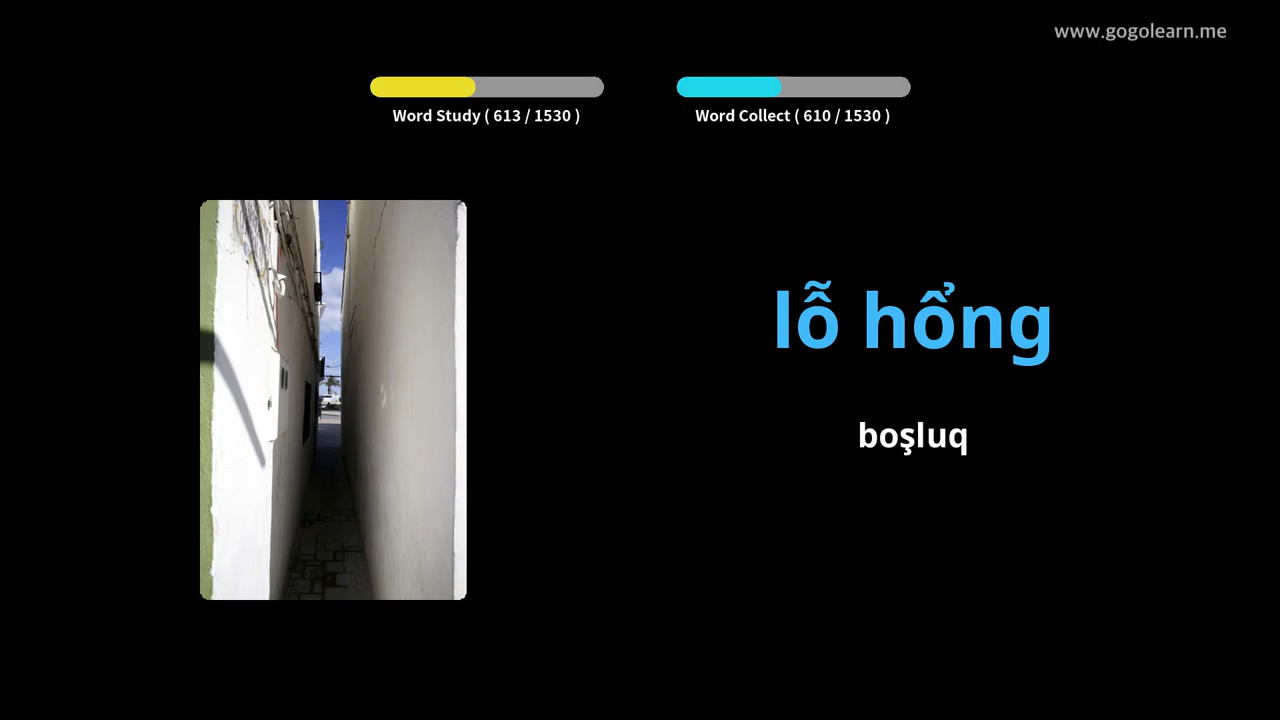 www.gogolearn.me
Word Study ( 613 / 1530 )
Word Collect ( 610 / 1530 )
lỗ hổng
boşluq